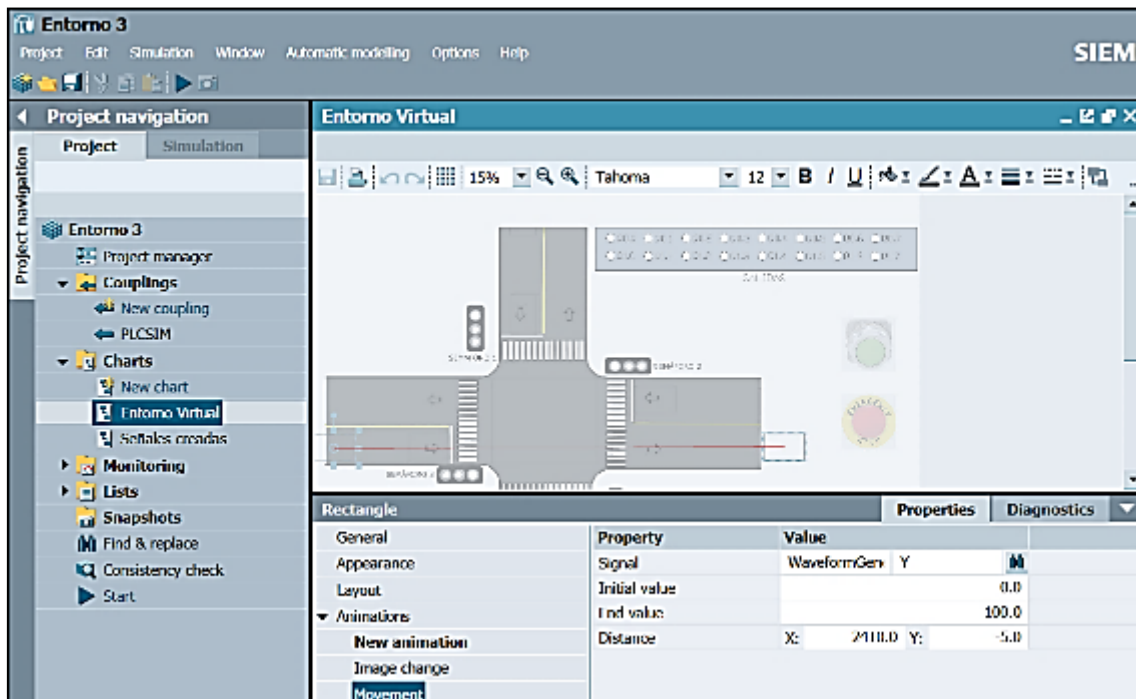 Entorno 3
Project Edit Simulation Window Automatic modelling Options Help
SIEM
Project navigation
Entorno Virtual
Project Simulation
Project navigation
15% Tahoma 12 B I U A
Entorno 3
Project manager
Couplings
New coupling
PLCSIM
Charts
New chart
Entorno Virtual
Señales creadas
Monitoring
Lists
Snapshots
Find & replace
Consistency check
Start
SEMÁFORO 2
EMERGENCY
Rectangle Properties Diagnostics
General
Appearance
Layout
Animations
New animation
Image change
Movement
Property Value
Signal WaveformGen Y
Initial value 0.0
End value 100.0
Distance X: Y: -5.0